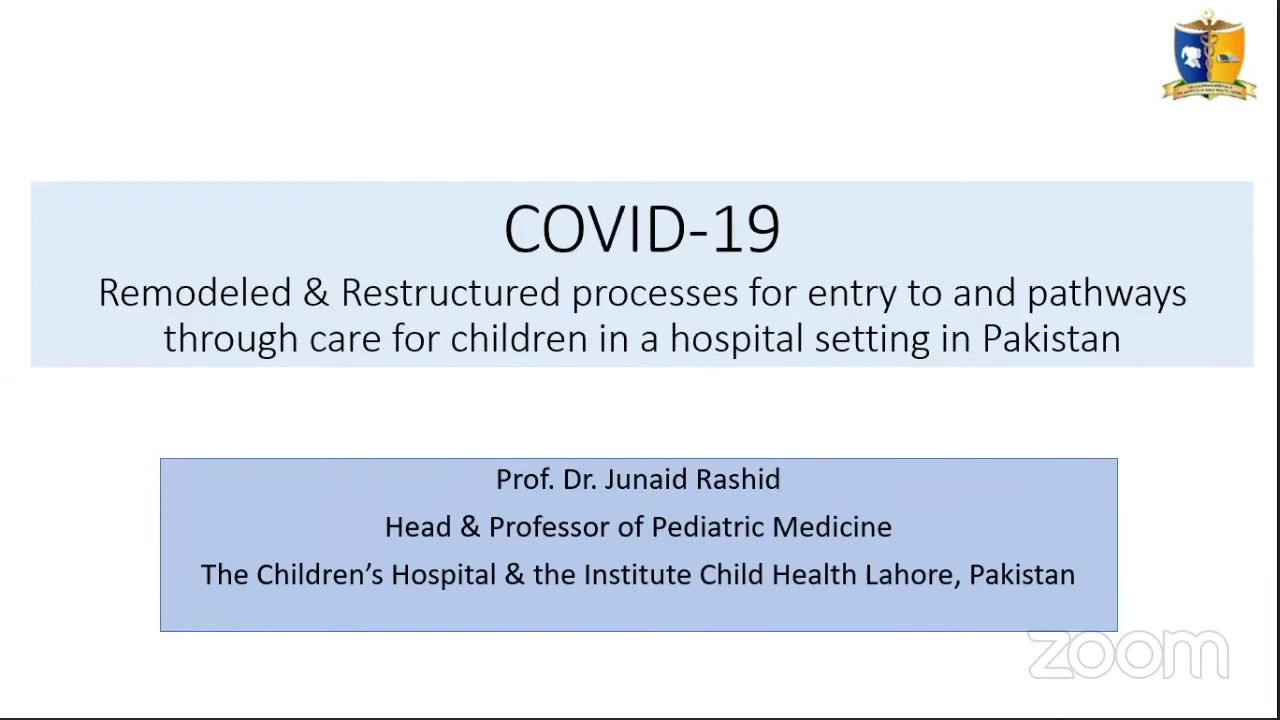 COVID-19
Remodeled & Restructured processes for entry to and pathways
through care for children in a hospital setting in Pakistan
Prof. Dr. Junaid Rashid
Head & Professor of Pediatric Medicine
The Children’s Hospital & the Institute Child Health Lahore, Pakistan
zoom